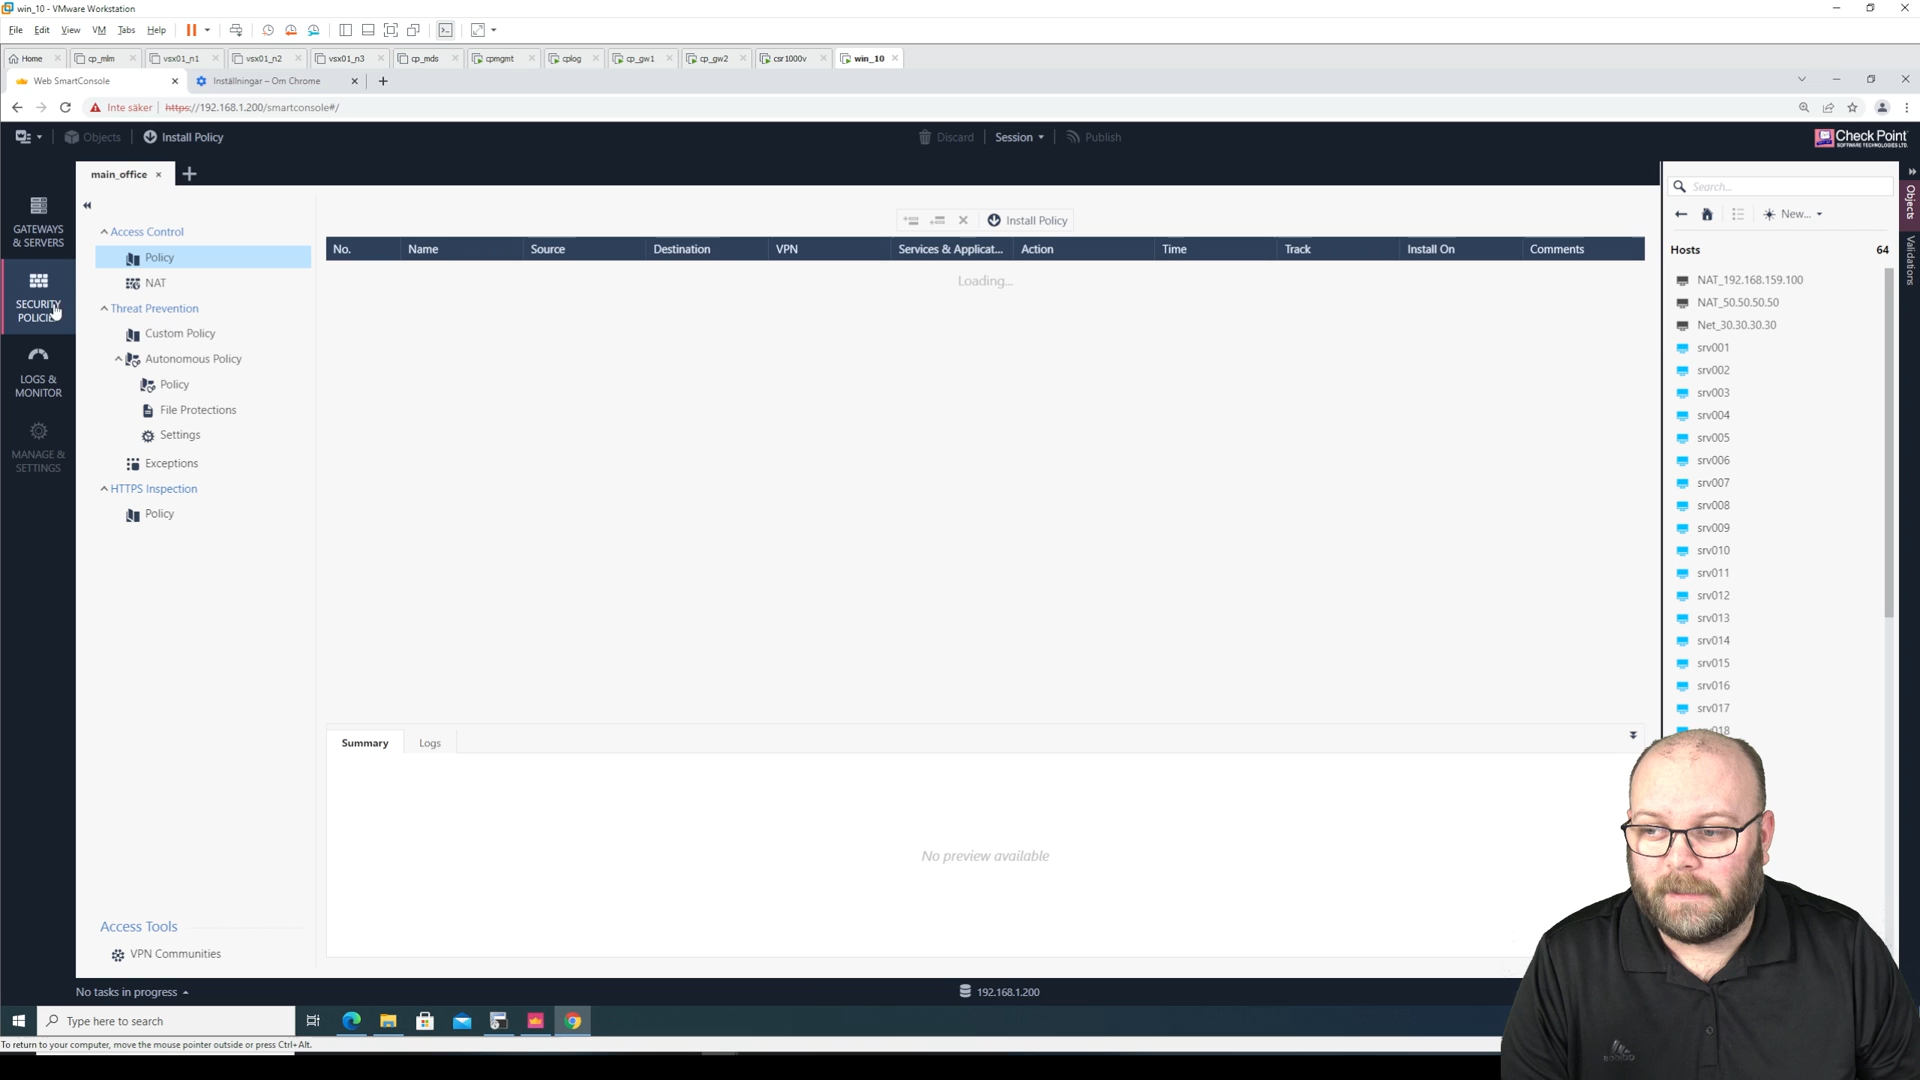 win_10 - VMware Workstation
File Edit View VM Tabs Help
Home cp_mlm vsx01_n1 vsx01_n2 vsx01_n3 cp_mds cpmgmt cplog cp_gw1 cp_gw2 csr1000v win_10
Web SmartConsole Inställningar – Om Chrome
Inte säker https://192.168.1.200/smartconsole#/
Objects Install Policy Discard Session Publish Check Point
SOFTWARE TECHNOLOGIES LTD.
main_office
GATEWAYS
& SERVERS
SECURITY
POLICIES
LOGS &
MONITOR
MANAGE &
SETTINGS
Access Control
Policy
NAT
Threat Prevention
Custom Policy
Autonomous Policy
Policy
File Protections
Settings
Exceptions
HTTPS Inspection
Policy
Access Tools
VPN Communities
Install Policy
No. Name Source Destination VPN Services & Applicat... Action Time Track Install On Comments
Loading...
Summary Logs
No preview available
Search...
New...
Hosts 64
NAT_192.168.159.100
NAT_50.50.50.50
Net_30.30.30.30
srv001
srv002
srv003
srv004
srv005
srv006
srv007
srv008
srv009
srv010
srv011
srv012
srv013
srv014
srv015
srv016
srv017
Objects
Validations
No tasks in progress 192.168.1.200
Type here to search
To return to your computer, move the mouse pointer outside or press Ctrl+Alt.
adidas